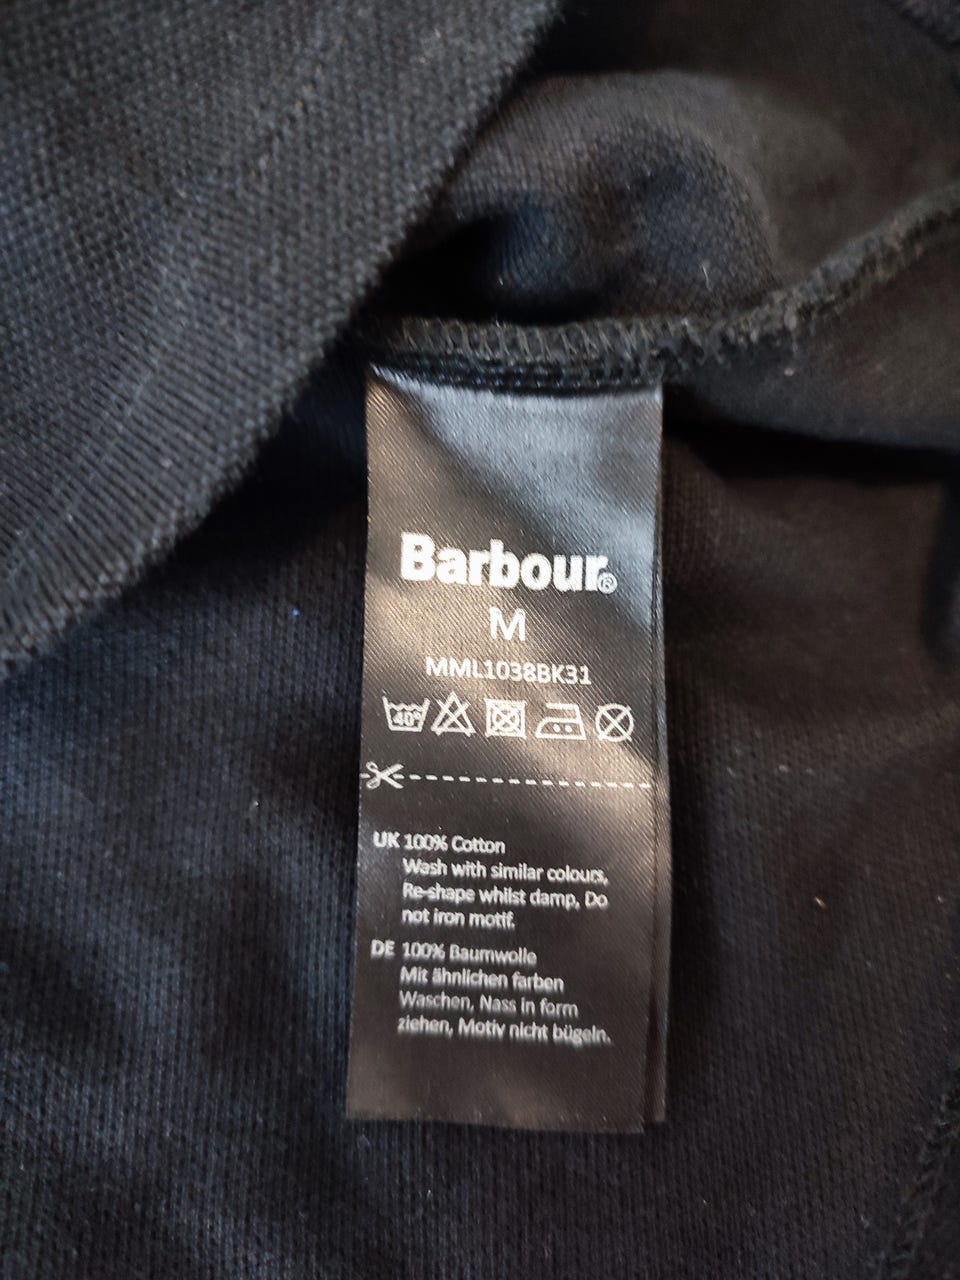 Barbour®
M
MML1038BK31
40°
UK 100% Cotton
Wash with similar colours,
Re-shape whilst damp, Do
not iron motif.
DE 100% Baumwolle
Mit ähnlichen farben
Waschen, Nass in form
ziehen, Motiv nicht bügeln.